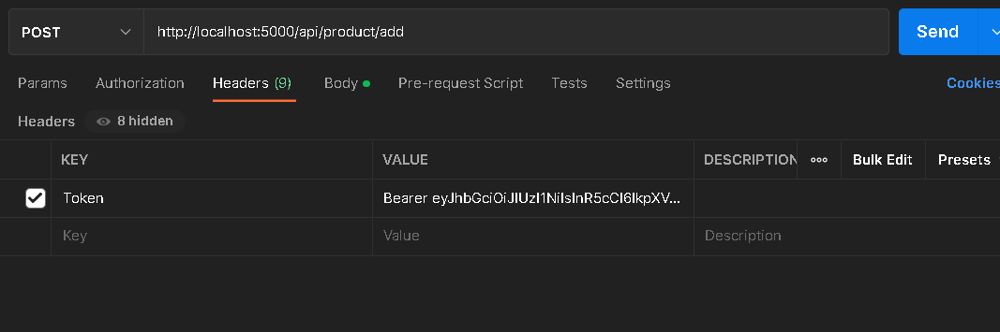 POST http://localhost:5000/api/product/add Send
Params Authorization Headers (9) Body Pre-request Script Tests Settings Cookies
Headers 8 hidden
KEY VALUE DESCRIPTION ••• Bulk Edit Presets
Token Bearer eyJhbGciOiJIUzI1NiIsInR5cCI6IkpXV...
Key Value Description